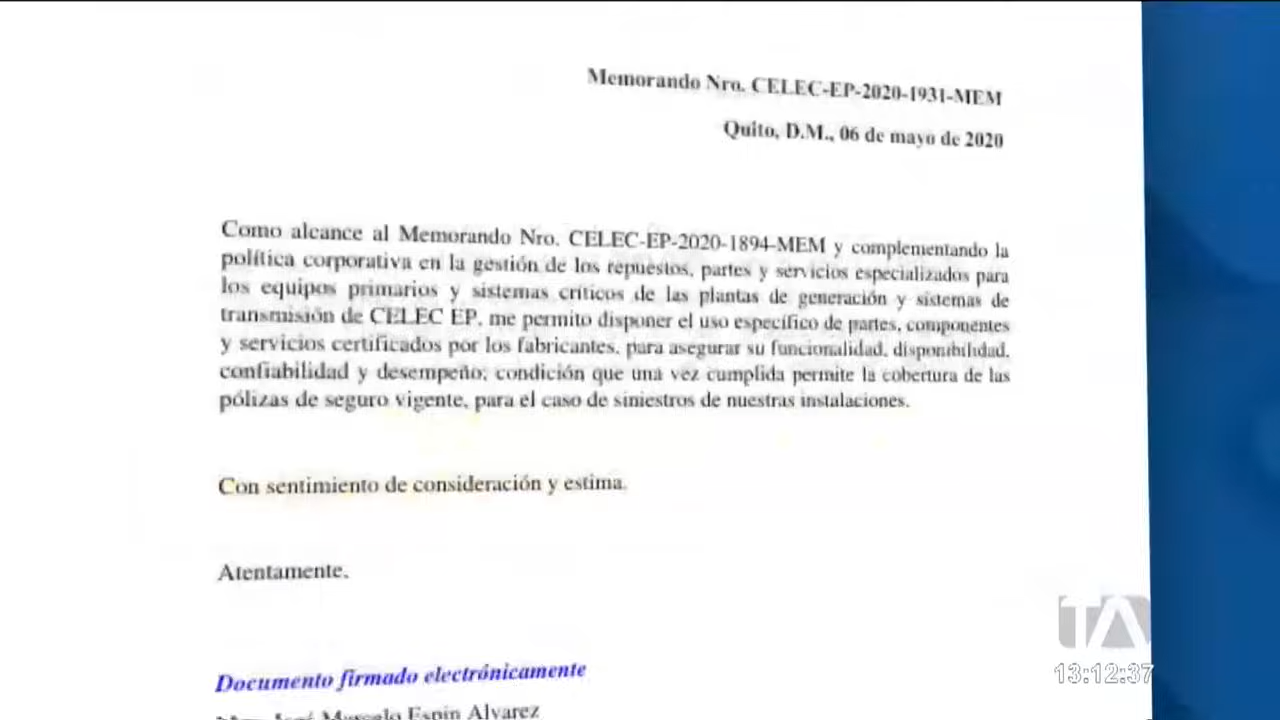 Memorando Nro. CELEC-EP-2020-1931-MEM
Quito, D.M., 06 de mayo de 2020
Como alcance al Memorando Nro. CELEC-EP-2020-1894-MEM y complementando la
política corporativa en la gestión de los repuestos, partes y servicios especializados para
los equipos primarios y sistemas críticos de las plantas de generación y sistemas de
transmisión de CELEC EP, me permito disponer el uso específico de partes, componentes
y servicios certificados por los fabricantes, para asegurar su funcionalidad, disponibilidad,
confiabilidad y desempeño; condición que una vez cumplida permite la cobertura de las
pólizas de seguro vigente, para el caso de siniestros de nuestras instalaciones.
Con sentimiento de consideración y estima.
Atentamente,
Documento firmado electrónicamente
José Marcelo Espín Alvarez
TA
13:12:37